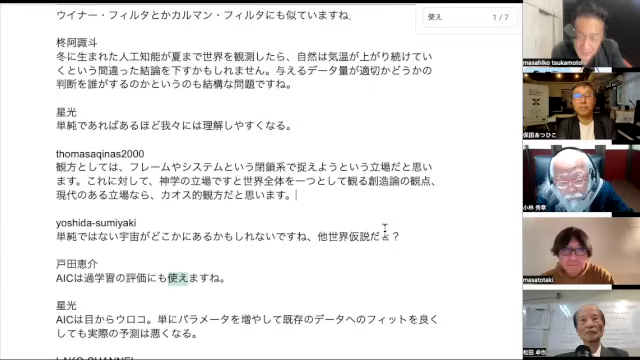 ウイナー・フィルタとかカルマン・フィルタにも似ていますね.
使え
1 / 7
柊阿諏斗
冬に生まれた人工知能が夏まで世界を観測したら、自然は気温が上がり続けてい
くという間違った結論を下すかもしれません。与えるデータ量が適切かどうかの
判断を誰がするのかというのも結構な問題ですね。
星光
単純であればあるほど我々には理解しやすくなる。
thomasaqinas2000
観方としては、フレームやシステムという閉鎖系で捉えようという立場だと思い
ます。これに対して、神学の立場ですと世界全体を一つとして観る創造論の観点、
現代のある立場なら、カオス的観方だと思います。
yoshida-sumiyaki
単純ではない宇宙がどこかにあるかもしれないですね、他世界仮説だと？
戸田恵介
AICは過学習の評価にも使えますね。
星光
AICは目からウロコ。単にパラメータを増やして既存のデータへのフィットを良く
しても実際の予測は悪くなる。
LAKO CHANNEL
masahiko tsukamoto
保田あつひこ
小林 秀章
masatotaki
松田 卓也